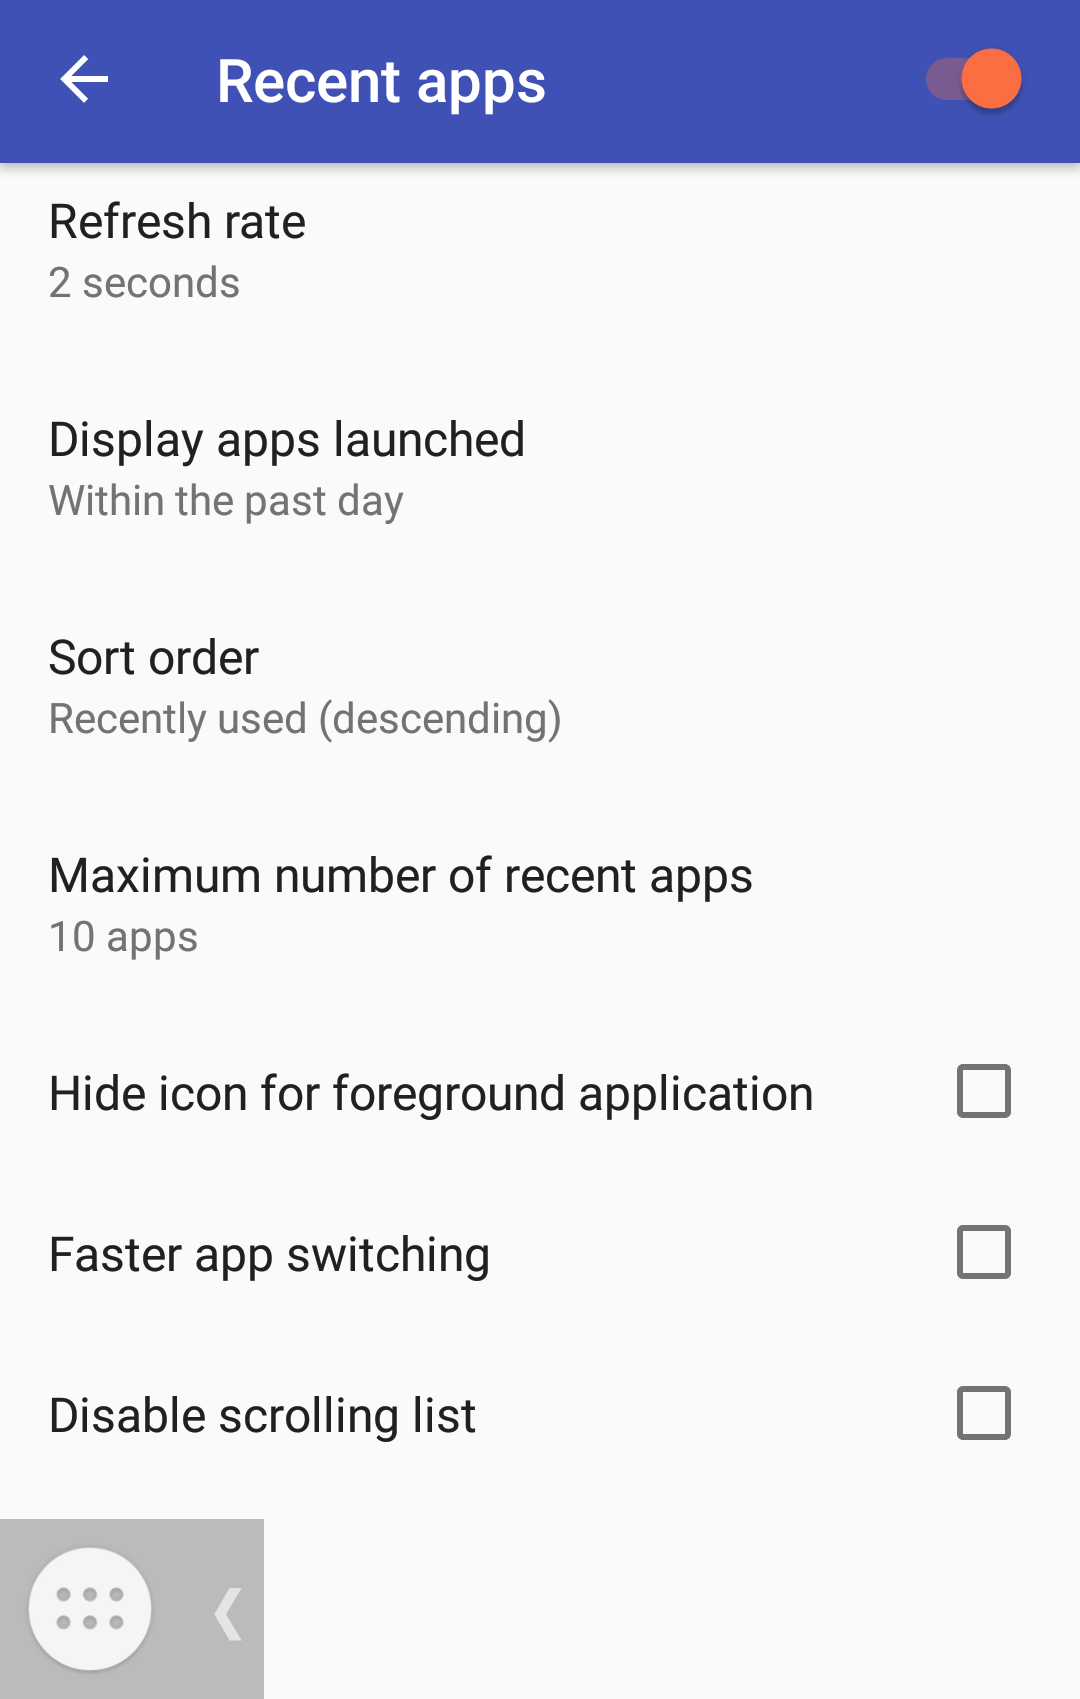 Recent apps
Refresh rate
2 seconds
Display apps launched
Within the past day
Sort order
Recently used (descending)
Maximum number of recent apps
10 apps
Hide icon for foreground application
Faster app switching
Disable scrolling list